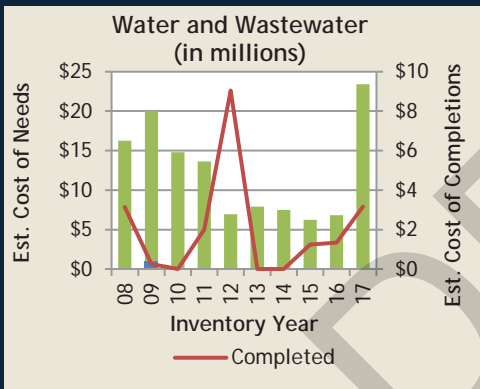 Water and Wastewater
(in millions)
Est. Cost of Needs
$25
$20
$15
$10
$5
$0
$10
$8
$6
$4
$2
$0
Est. Cost of Completions
08 09 10 11 12 13 14 15 16 17
Inventory Year
Completed